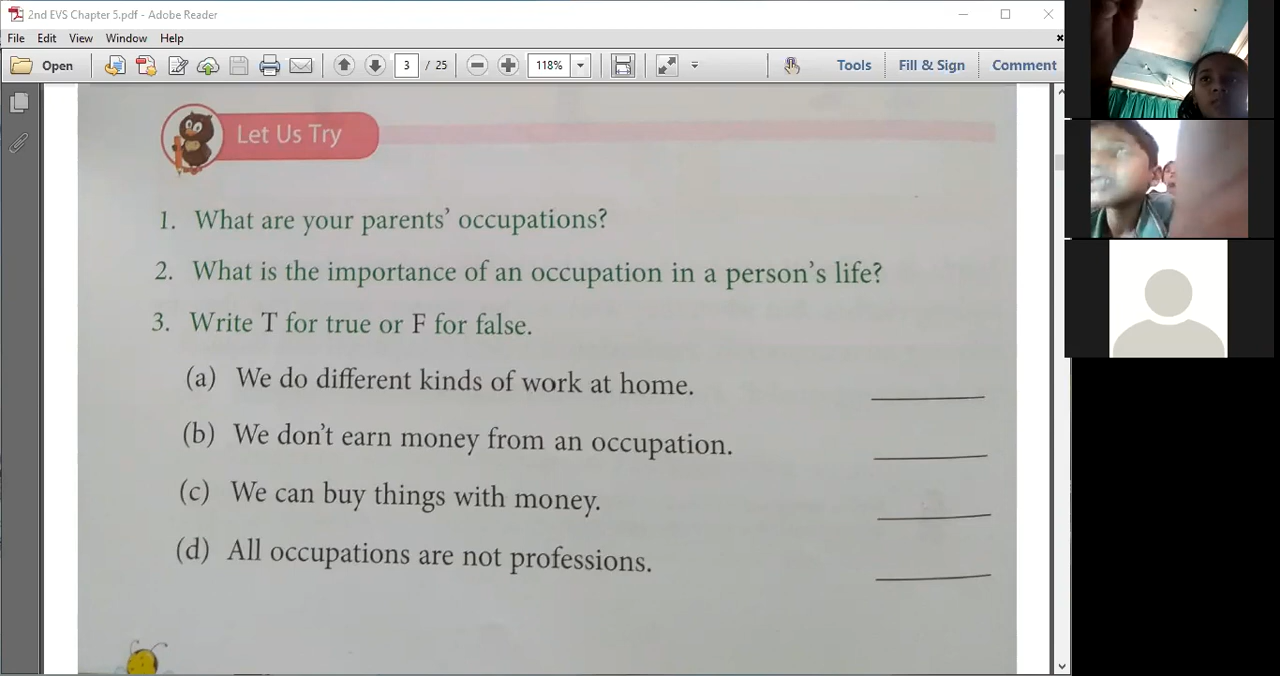 2nd EVS Chapter 5.pdf - Adobe Reader
File Edit View Window Help
Open 3 / 25 118% Tools Fill & Sign Comment
Let Us Try
1. What are your parents’ occupations?
2. What is the importance of an occupation in a person’s life?
3. Write T for true or F for false.
(a) We do different kinds of work at home.
(b) We don’t earn money from an occupation.
(c) We can buy things with money.
(d) All occupations are not professions.